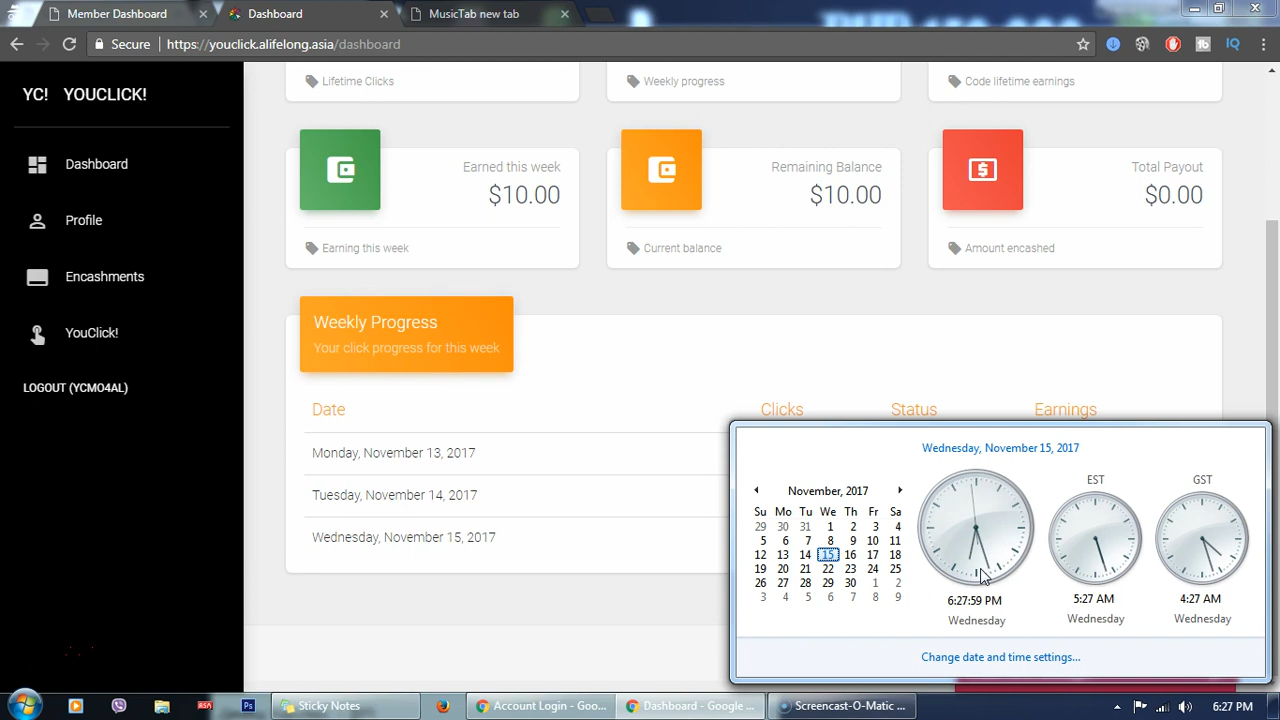 Member Dashboard
Dashboard
MusicTab new tab
Secure
https://youclick.alifelong.asia/dashboard
YC! YOUCLICK!
Dashboard
Profile
Encashments
YouClick!
LOGOUT (YCMO4AL)
Lifetime Clicks
Weekly progress
Code lifetime earnings
Earned this week
$10.00
Earning this week
Remaining Balance
$10.00
Current balance
Total Payout
$0.00
Amount encashed
Weekly Progress
Your click progress for this week
Date Clicks Status Earnings
Monday, November 13, 2017
Tuesday, November 14, 2017
Wednesday, November 15, 2017
Wednesday, November 15, 2017
November, 2017
Su Mo Tu We Th Fr Sa
29 30 31 1 2 3 4
5 6 7 8 9 10 11
12 13 14 15 16 17 18
19 20 21 22 23 24 25
26 27 28 29 30 1 2
3 4 5 6 7 8 9
6:27:59 PM
Wednesday
EST
5:27 AM
Wednesday
GST
4:27 AM
Wednesday
Change date and time settings...
Sticky Notes
Account Login - Goo...
Dashboard - Google ...
Screencast-O-Matic ...
6:27 PM